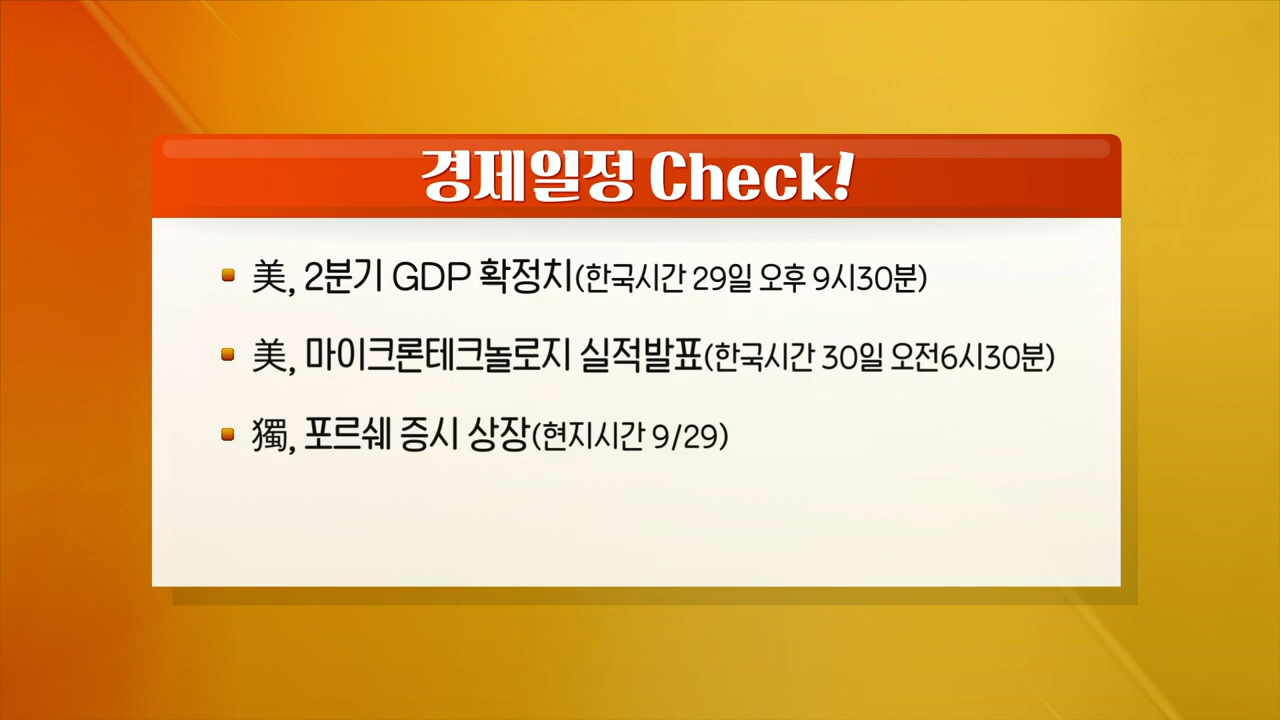 경제일정 Check!
美, 2분기 GDP 확정치(한국시간 29일 오후 9시30분)
美, 마이크론테크놀로지 실적발표(한국시간 30일 오전6시30분)
獨, 포르쉐 증시 상장(현지시간 9/29)